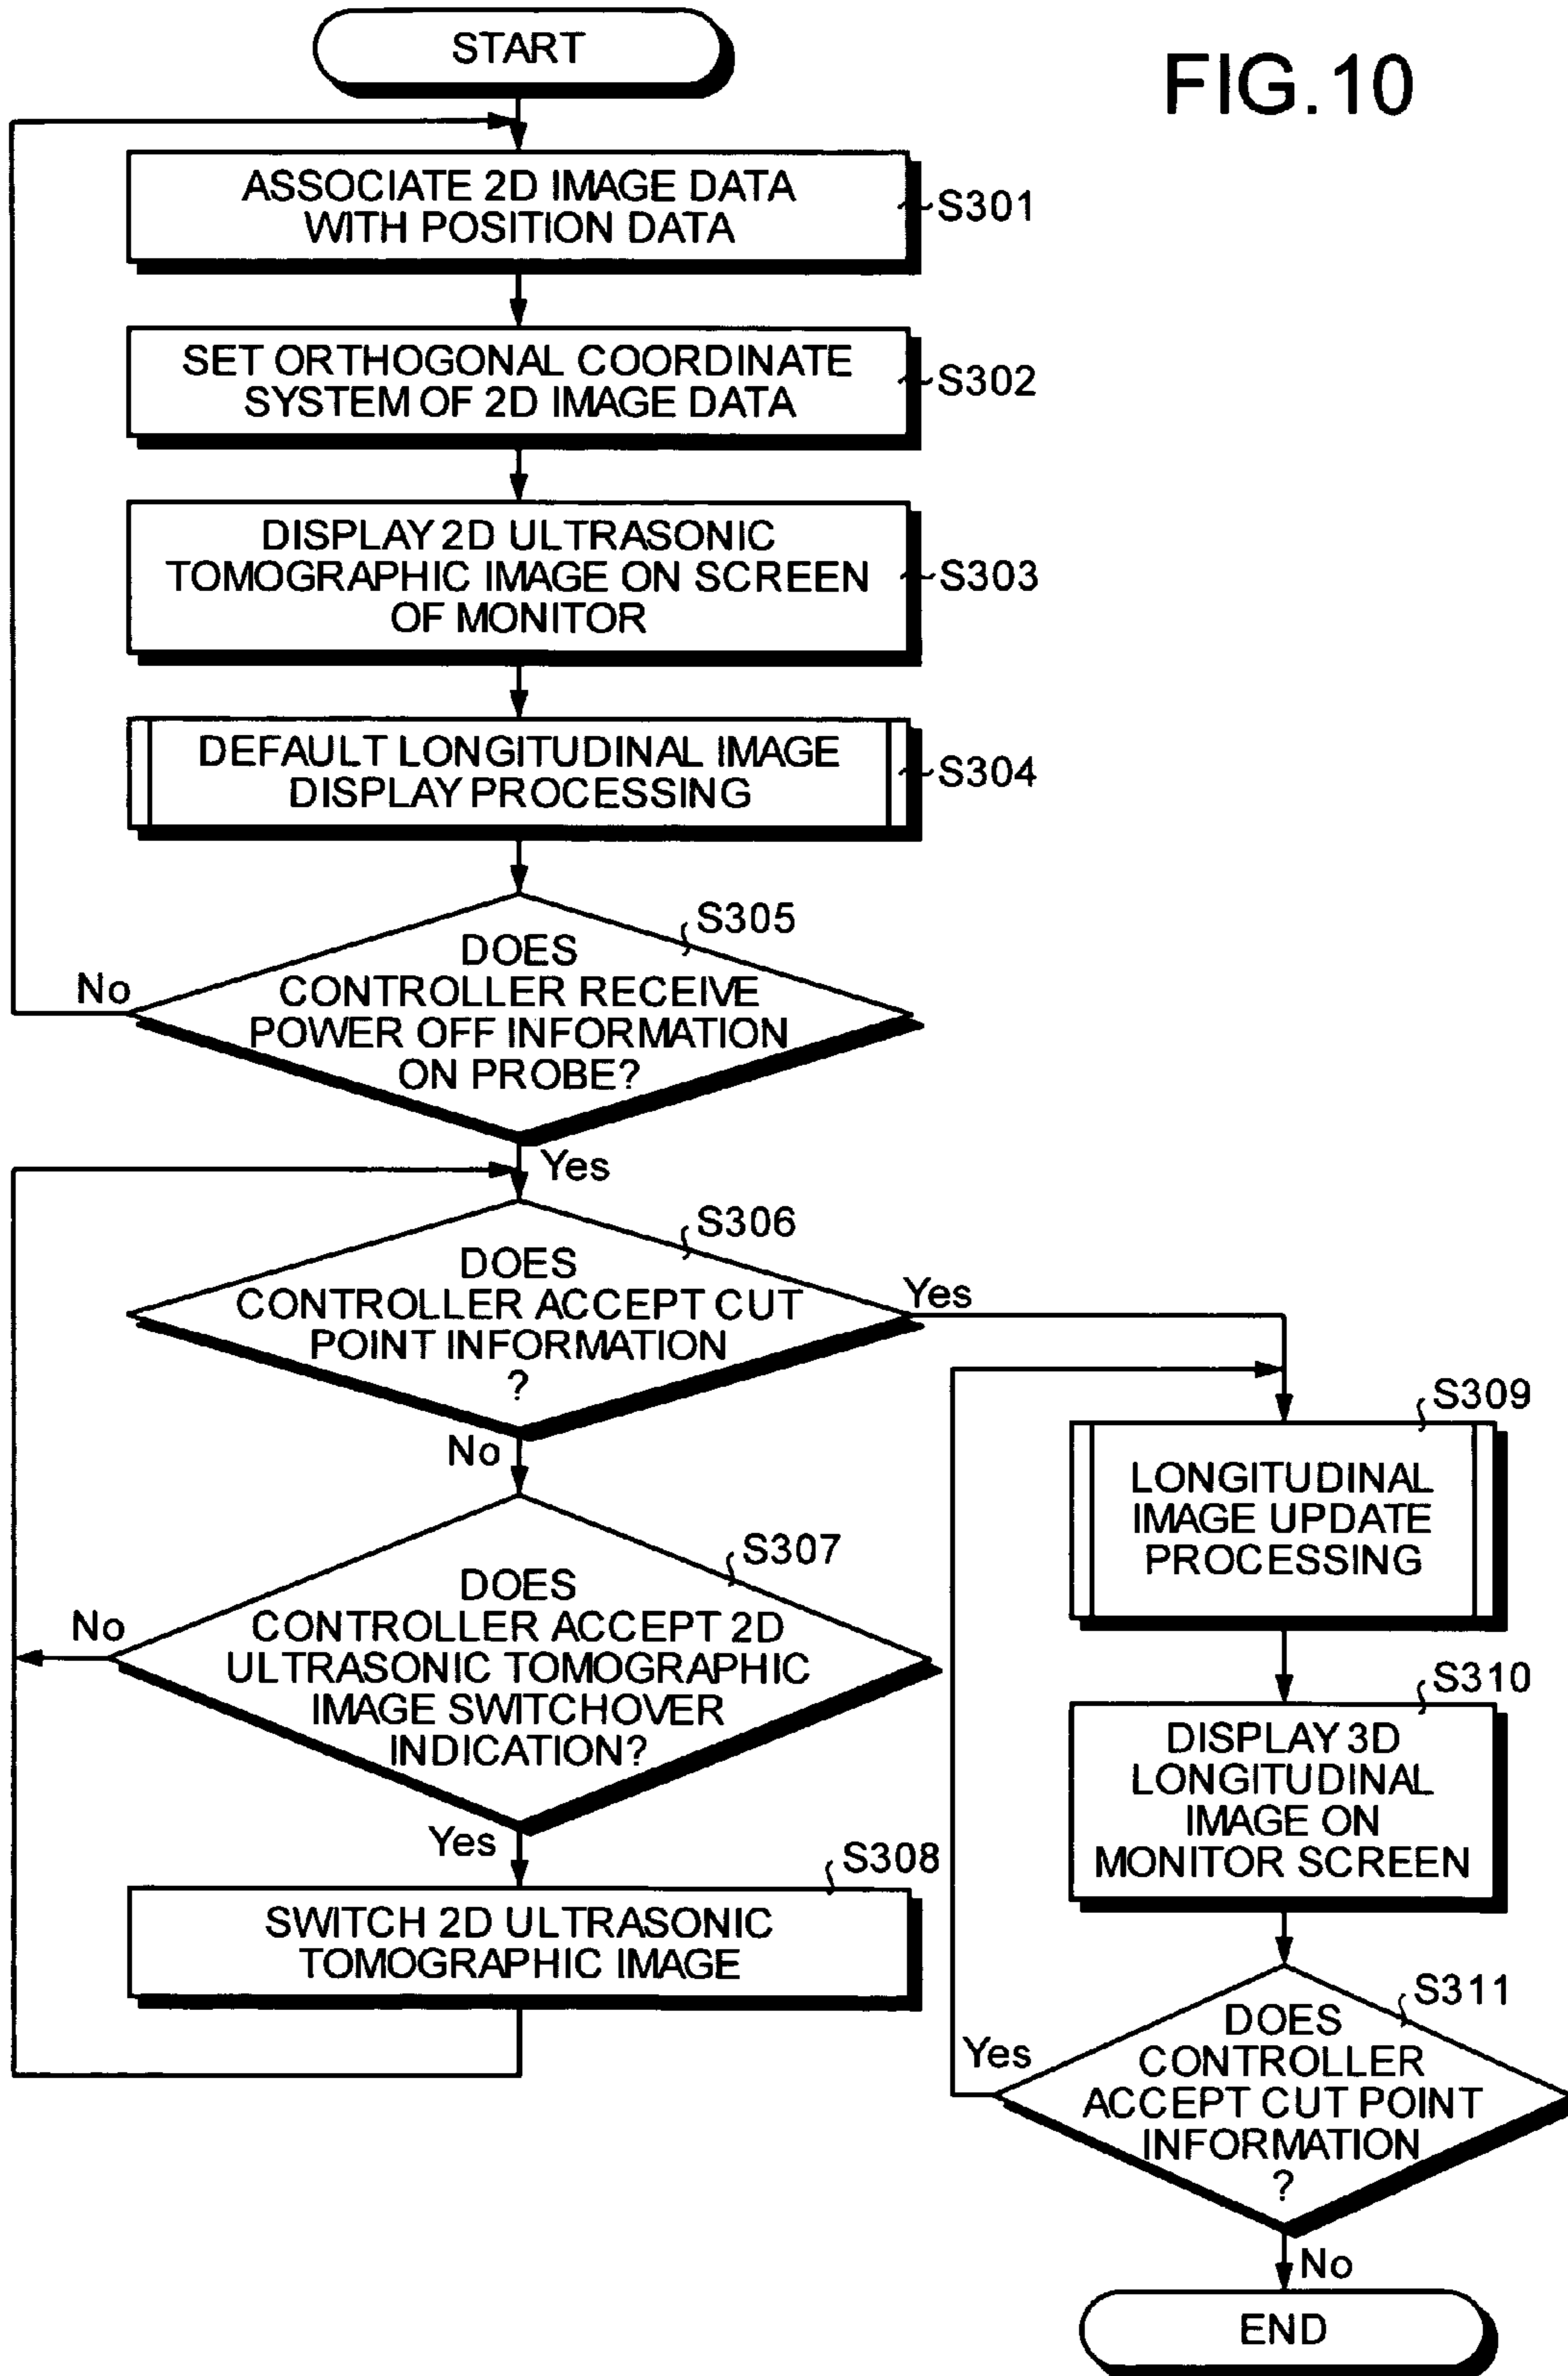 START
FIG.10
ASSOCIATE 2D IMAGE DATA
WITH POSITION DATA
S301
SET ORTHOGONAL COORDINATE
SYSTEM OF 2D IMAGE DATA
S302
DISPLAY 2D ULTRASONIC
TOMOGRAPHIC IMAGE ON SCREEN
OF MONITOR
S303
DEFAULT LONGITUDINAL IMAGE
DISPLAY PROCESSING
S304
S305
DOES
CONTROLLER RECEIVE
POWER OFF INFORMATION
ON PROBE?
No
Yes
S306
DOES
CONTROLLER ACCEPT CUT
POINT INFORMATION
?
Yes
No
S307
DOES
CONTROLLER ACCEPT 2D
ULTRASONIC TOMOGRAPHIC
IMAGE SWITCHOVER
INDICATION?
No
Yes
S308
SWITCH 2D ULTRASONIC
TOMOGRAPHIC IMAGE
S309
LONGITUDINAL
IMAGE UPDATE
PROCESSING
S310
DISPLAY 3D
LONGITUDINAL
IMAGE ON
MONITOR SCREEN
S311
DOES
CONTROLLER
ACCEPT CUT POINT
INFORMATION
?
Yes
No
END